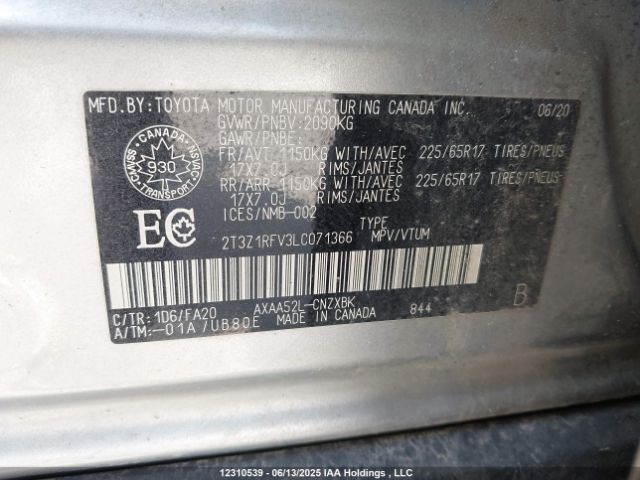 MFD.BY:TOYOTA MOTOR MANUFACTURING CANADA INC. 06/20
GVWR/PNBV:2090KG
GAWR/PNBE:
FR/AVT 1150KG WITH/AVEC 225/65R17 TIRES/PNEUS
17X7.0J RIMS/JANTES
RR/ARR 1150KG WITH/AVEC 225/65R17 TIRES/PNEUS
17X7.0J RIMS/JANTES
ICES/NMB-002
CANADA
CMVSS NSVAC
930
TRANSPORT
EC
TYPE
2T3Z1RFV3LC071366 MPV/VTUM
B
C/TR:1D6/FA20 AXAA52L-CNZXBK 844
A/TM:-01A/UB80E MADE IN CANADA
12310539 - 06/13/2025 IAA Holdings , LLC